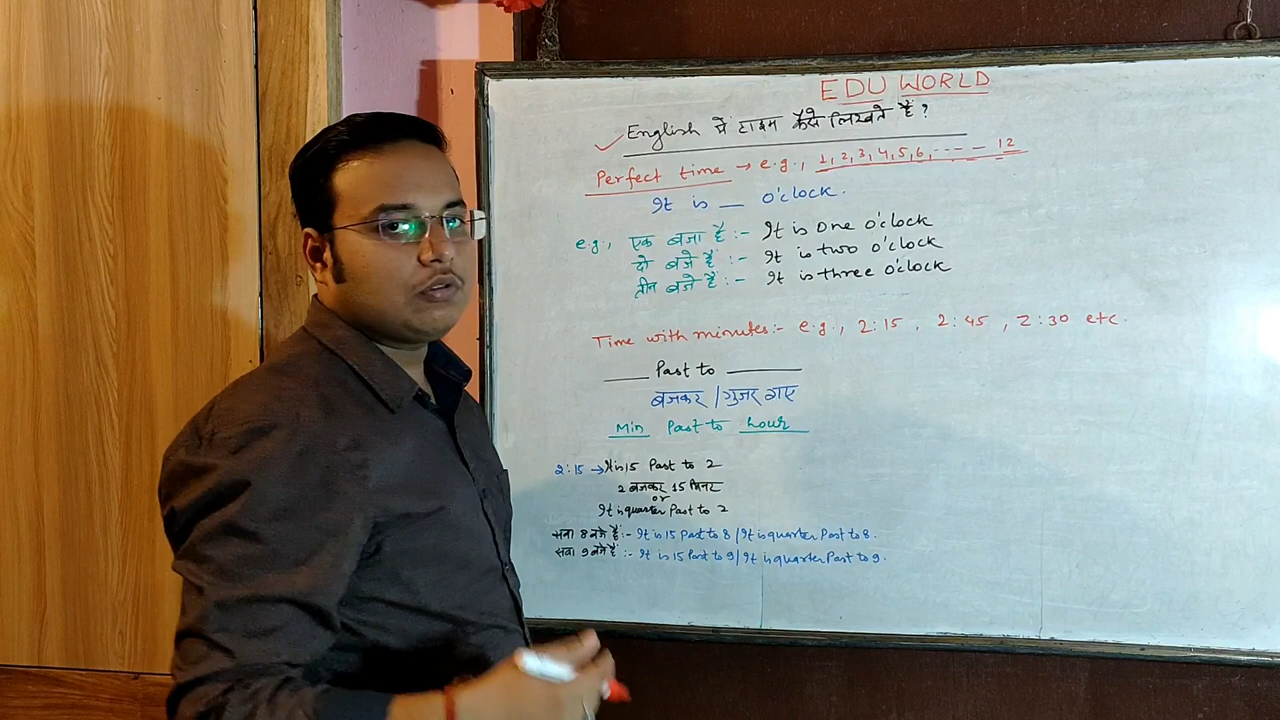 EDU WORLD
English में टाइम कैसे लिखते हैं ?
Perfect time → e.g., 1, 2, 3, 4, 5, 6, ---- — 12
It is __ o'clock.
e.g., एक बजा है :- It is one o'clock
दो बजे हैं :- It is two o'clock
तीन बजे हैं :- It is three o'clock
Time with minutes :- e.g., 2:15 , 2:45 , 2:30 etc.
____ Past to ______
बजकर / गुजर गए
Min Past to hour
2:15 → It is 15 Past to 2
2 बजकर 15 मिनट
or
It is quarter Past to 2
सवा 8 बजे हैं :- It is 15 Past to 8 / It is quarter Past to 8.
सवा 9 बजे हैं :- It is 15 Past to 9 / It is quarter Past to 9.